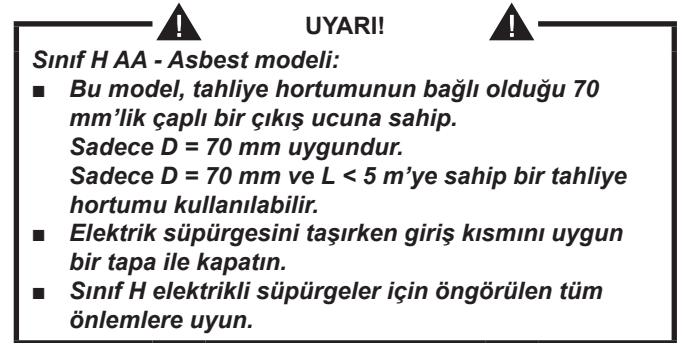 UYARI!
Sınıf H AA - Asbest modeli:
■ Bu model, tahliye hortumunun bağlı olduğu 70
mm’lik çaplı bir çıkış ucuna sahip.
Sadece D = 70 mm uygundur.
Sadece D = 70 mm ve L < 5 m’ye sahip bir tahliye
hortumu kullanılabilir.
■ Elektrik süpürgesini taşırken giriş kısmını uygun
bir tapa ile kapatın.
■ Sınıf H elektrikli süpürgeler için öngörülen tüm
önlemlere uyun.